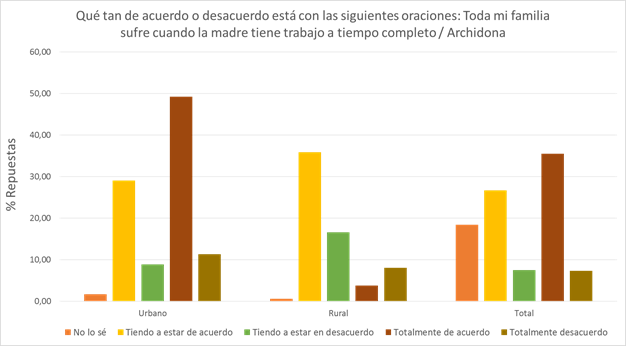 Qué tan de acuerdo o desacuerdo está con las siguientes oraciones: Toda mi familia
sufre cuando la madre tiene trabajo a tiempo completo / Archidona
% Repuestas
60,00
50,00
40,00
30,00
20,00
10,00
0,00
Urbano Rural Total
No lo sé Tiendo a estar de acuerdo Tiendo a estar en desacuerdo Totalmente de acuerdo Totalmente desacuerdo